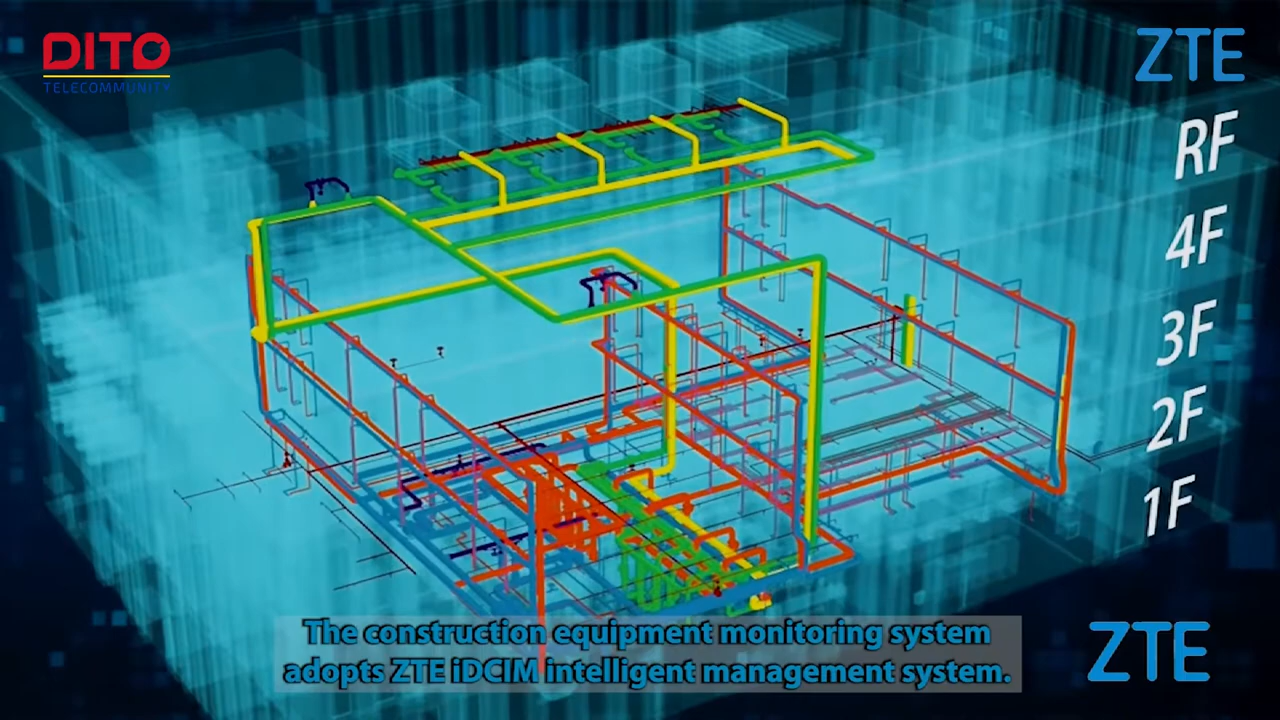 DITO
TELECOMMUNITY
ZTE
RF
4F
3F
2F
1F
The construction equipment monitoring system
adopts ZTE iDCIM intelligent management system.
ZTE